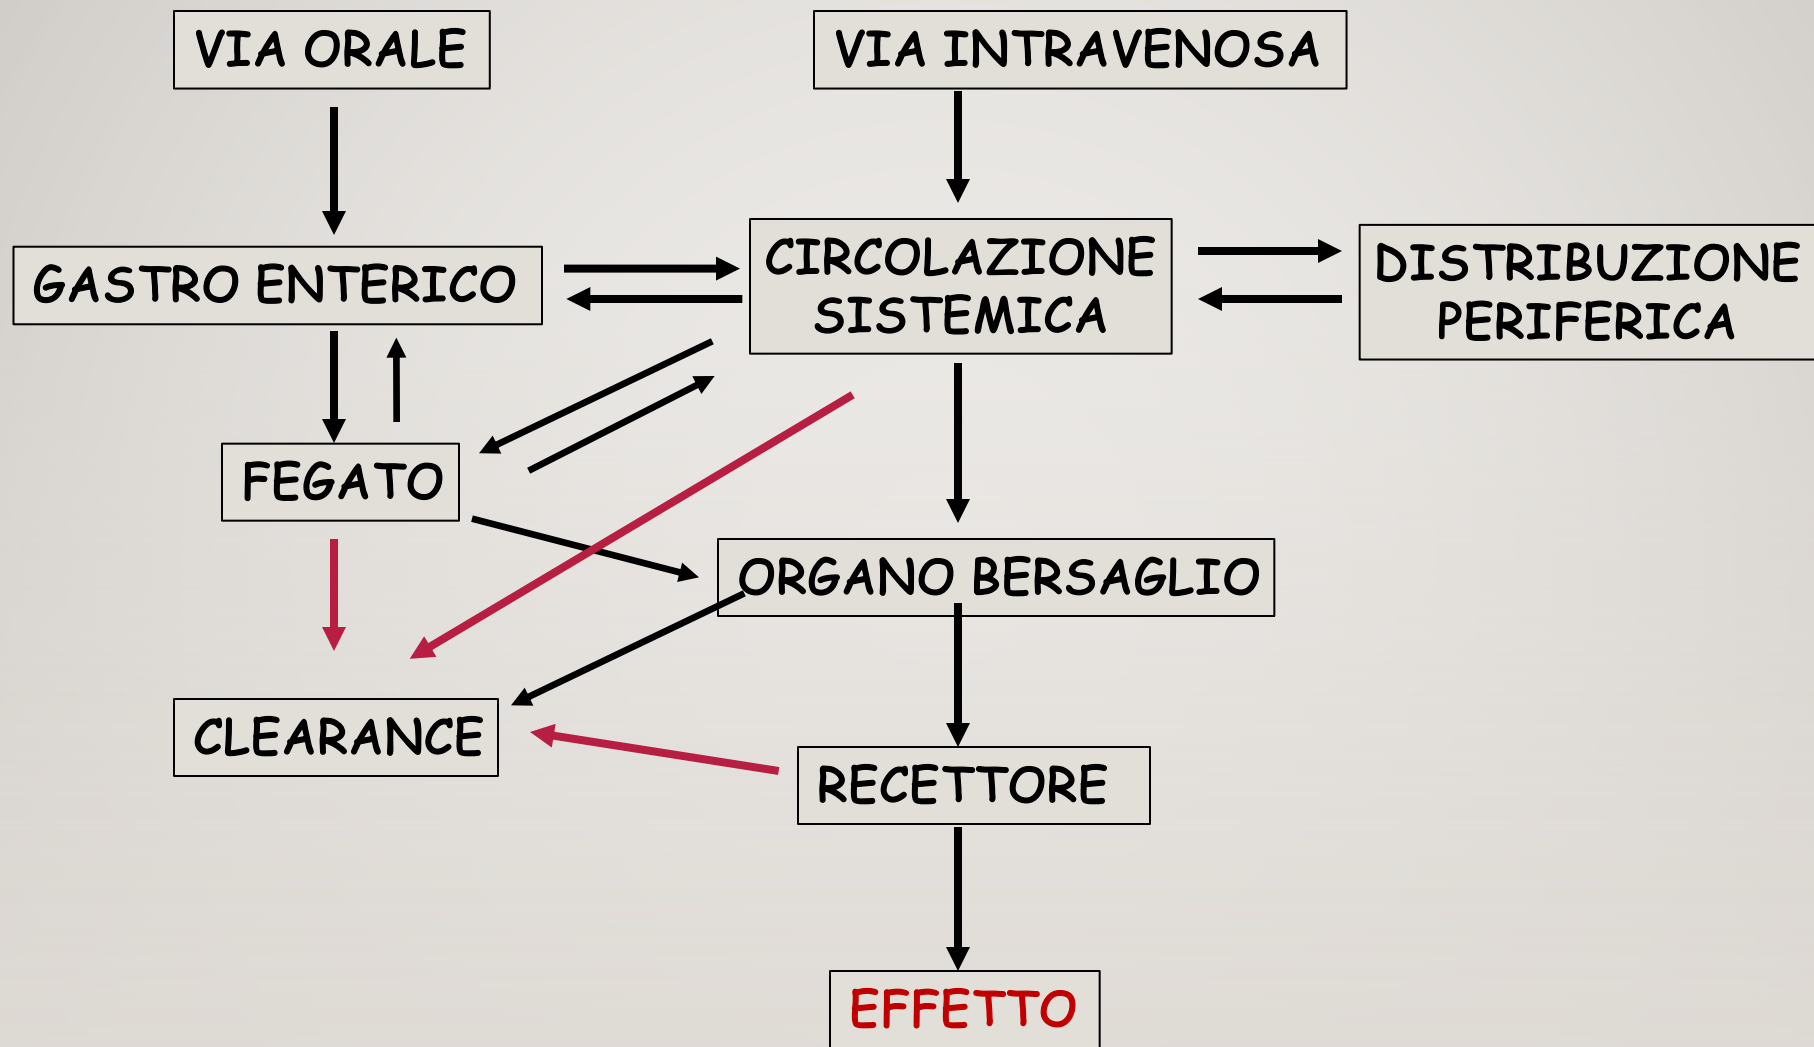 VIA ORALE
VIA INTRAVENOSA
GASTRO ENTERICO
CIRCOLAZIONE
SISTEMICA
DISTRIBUZIONE
PERIFERICA
FEGATO
ORGANO BERSAGLIO
CLEARANCE
RECETTORE
EFFETTO